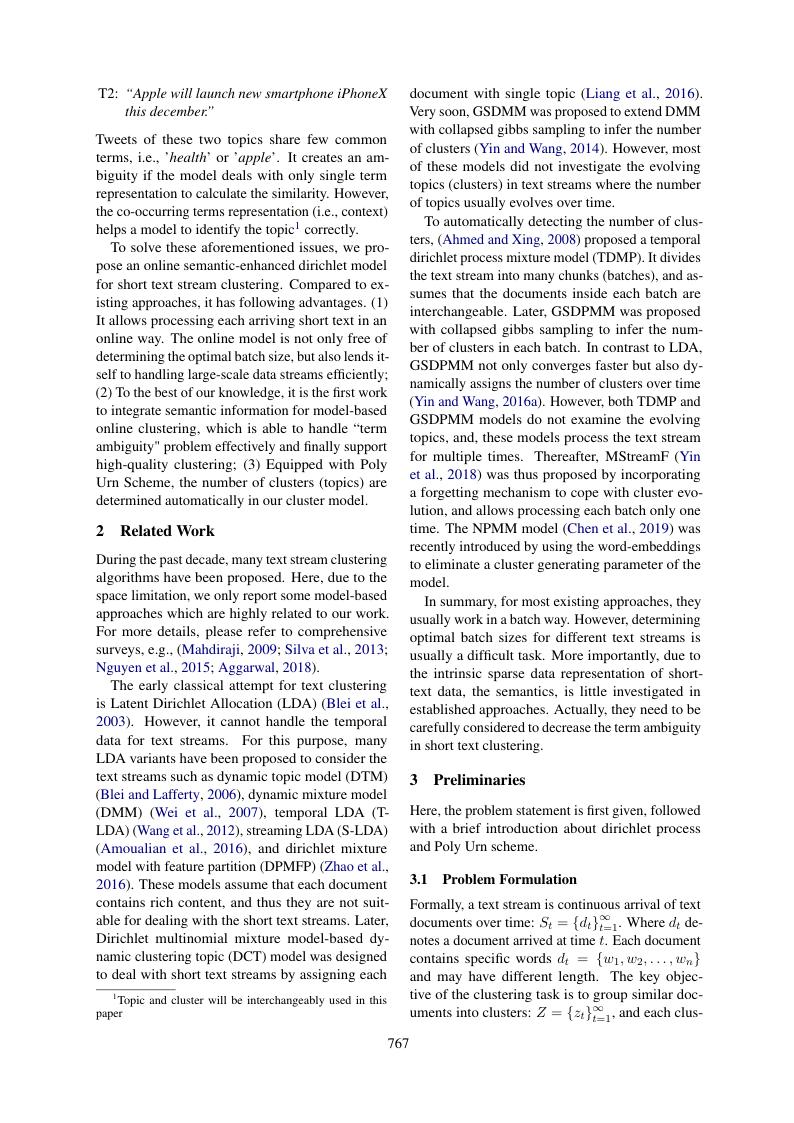 T2: “Apple will launch new smartphone iPhoneX
this december.”
Tweets of these two topics share few common
terms, i.e., ’health’ or ’apple’. It creates an am-
biguity if the model deals with only single term
representation to calculate the similarity. However,
the co-occurring terms representation (i.e., context)
helps a model to identify the topic1 correctly.
To solve these aforementioned issues, we pro-
pose an online semantic-enhanced dirichlet model
for short text stream clustering. Compared to ex-
isting approaches, it has following advantages. (1)
It allows processing each arriving short text in an
online way. The online model is not only free of
determining the optimal batch size, but also lends it-
self to handling large-scale data streams efficiently;
(2) To the best of our knowledge, it is the first work
to integrate semantic information for model-based
online clustering, which is able to handle “term
ambiguity" problem effectively and finally support
high-quality clustering; (3) Equipped with Poly
Urn Scheme, the number of clusters (topics) are
determined automatically in our cluster model.
2 Related Work
During the past decade, many text stream clustering
algorithms have been proposed. Here, due to the
space limitation, we only report some model-based
approaches which are highly related to our work.
For more details, please refer to comprehensive
surveys, e.g., (Mahdiraji, 2009; Silva et al., 2013;
Nguyen et al., 2015; Aggarwal, 2018).
The early classical attempt for text clustering
is Latent Dirichlet Allocation (LDA) (Blei et al.,
2003). However, it cannot handle the temporal
data for text streams. For this purpose, many
LDA variants have been proposed to consider the
text streams such as dynamic topic model (DTM)
(Blei and Lafferty, 2006), dynamic mixture model
(DMM) (Wei et al., 2007), temporal LDA (T-
LDA) (Wang et al., 2012), streaming LDA (S-LDA)
(Amoualian et al., 2016), and dirichlet mixture
model with feature partition (DPMFP) (Zhao et al.,
2016). These models assume that each document
contains rich content, and thus they are not suit-
able for dealing with the short text streams. Later,
Dirichlet multinomial mixture model-based dy-
namic clustering topic (DCT) model was designed
to deal with short text streams by assigning each
1Topic and cluster will be interchangeably used in this
paper
document with single topic (Liang et al., 2016).
Very soon, GSDMM was proposed to extend DMM
with collapsed gibbs sampling to infer the number
of clusters (Yin and Wang, 2014). However, most
of these models did not investigate the evolving
topics (clusters) in text streams where the number
of topics usually evolves over time.
To automatically detecting the number of clus-
ters, (Ahmed and Xing, 2008) proposed a temporal
dirichlet process mixture model (TDMP). It divides
the text stream into many chunks (batches), and as-
sumes that the documents inside each batch are
interchangeable. Later, GSDPMM was proposed
with collapsed gibbs sampling to infer the num-
ber of clusters in each batch. In contrast to LDA,
GSDPMM not only converges faster but also dy-
namically assigns the number of clusters over time
(Yin and Wang, 2016a). However, both TDMP and
GSDPMM models do not examine the evolving
topics, and, these models process the text stream
for multiple times. Thereafter, MStreamF (Yin
et al., 2018) was thus proposed by incorporating
a forgetting mechanism to cope with cluster evo-
lution, and allows processing each batch only one
time. The NPMM model (Chen et al., 2019) was
recently introduced by using the word-embeddings
to eliminate a cluster generating parameter of the
model.
In summary, for most existing approaches, they
usually work in a batch way. However, determining
optimal batch sizes for different text streams is
usually a difficult task. More importantly, due to
the intrinsic sparse data representation of short-
text data, the semantics, is little investigated in
established approaches. Actually, they need to be
carefully considered to decrease the term ambiguity
in short text clustering.
3 Preliminaries
Here, the problem statement is first given, followed
with a brief introduction about dirichlet process
and Poly Urn scheme.
3.1 Problem Formulation
Formally, a text stream is continuous arrival of text
documents over time: S_t = {d_t}_{t=1}^∞. Where d_t de-
notes a document arrived at time t. Each document
contains specific words d_t = {w_1, w_2, . . . , w_n}
and may have different length. The key objec-
tive of the clustering task is to group similar doc-
uments into clusters: Z = {z_t}_{t=1}^∞, and each clus-
767